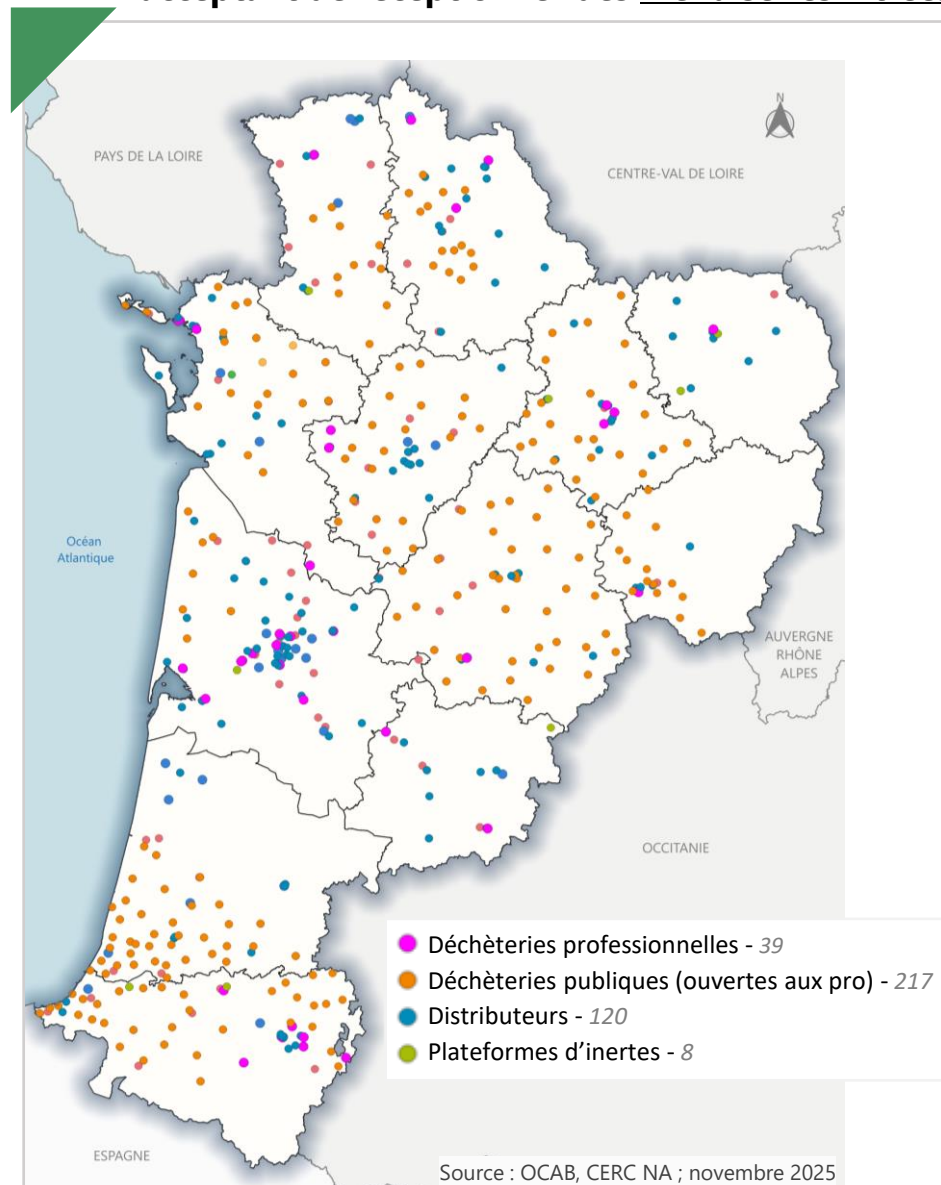 N
PAYS DE LA LOIRE
CENTRE-VAL DE LOIRE
Océan
Atlantique
AUVERGNE
RHÔNE
ALPES
OCCITANIE
Déchèteries professionnelles - 39
Déchèteries publiques (ouvertes aux pro) - 217
Distributeurs - 120
Plateformes d’inertes - 8
ESPAGNE
Source : OCAB, CERC NA ; novembre 2025